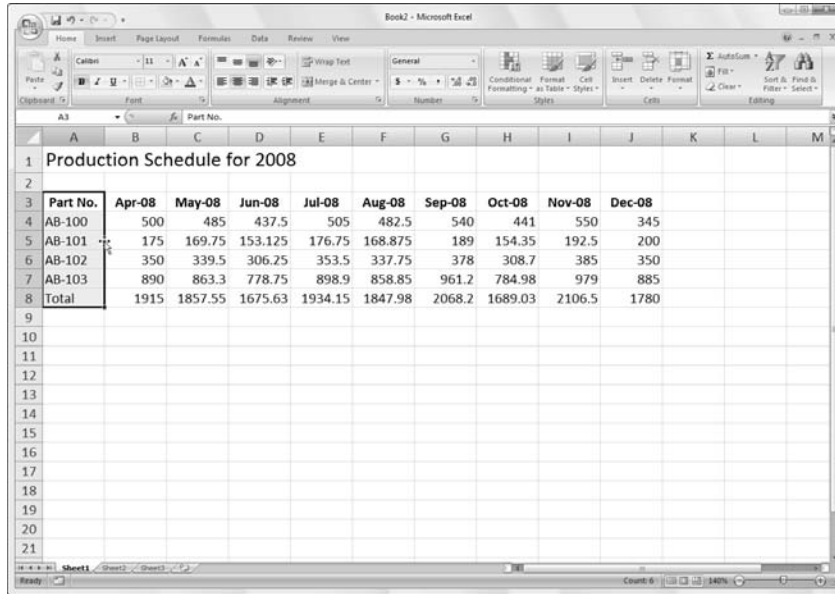 Book2 - Microsoft Excel
Home Insert Page Layout Formulas Data Review View
Paste
Calibri 11 A A
B I U A
Wrap Text
Merge & Center
General
$ % ,
Conditional Formatting
Format as Table
Cell Styles
Insert Delete Format
Σ AutoSum
Fill
Clear
Sort & Filter
Find & Select
Clipboard Font Alignment Number Styles Cells Editing
A3 fx Part No.
A B C D E F G H I J K L M
1 Production Schedule for 2008
2
3 Part No. Apr-08 May-08 Jun-08 Jul-08 Aug-08 Sep-08 Oct-08 Nov-08 Dec-08
4 AB-100 500 485 437.5 505 482.5 540 441 550 345
5 AB-101 175 169.75 153.125 176.75 168.875 189 154.35 192.5 200
6 AB-102 350 339.5 306.25 353.5 337.75 378 308.7 385 350
7 AB-103 890 863.3 778.75 898.9 858.85 961.2 784.98 979 885
8 Total 1915 1857.55 1675.63 1934.15 1847.98 2068.2 1689.03 2106.5 1780
9
10
11
12
13
14
15
16
17
18
19
20
21
Sheet1 Sheet2 Sheet3
Ready Count: 6 140%